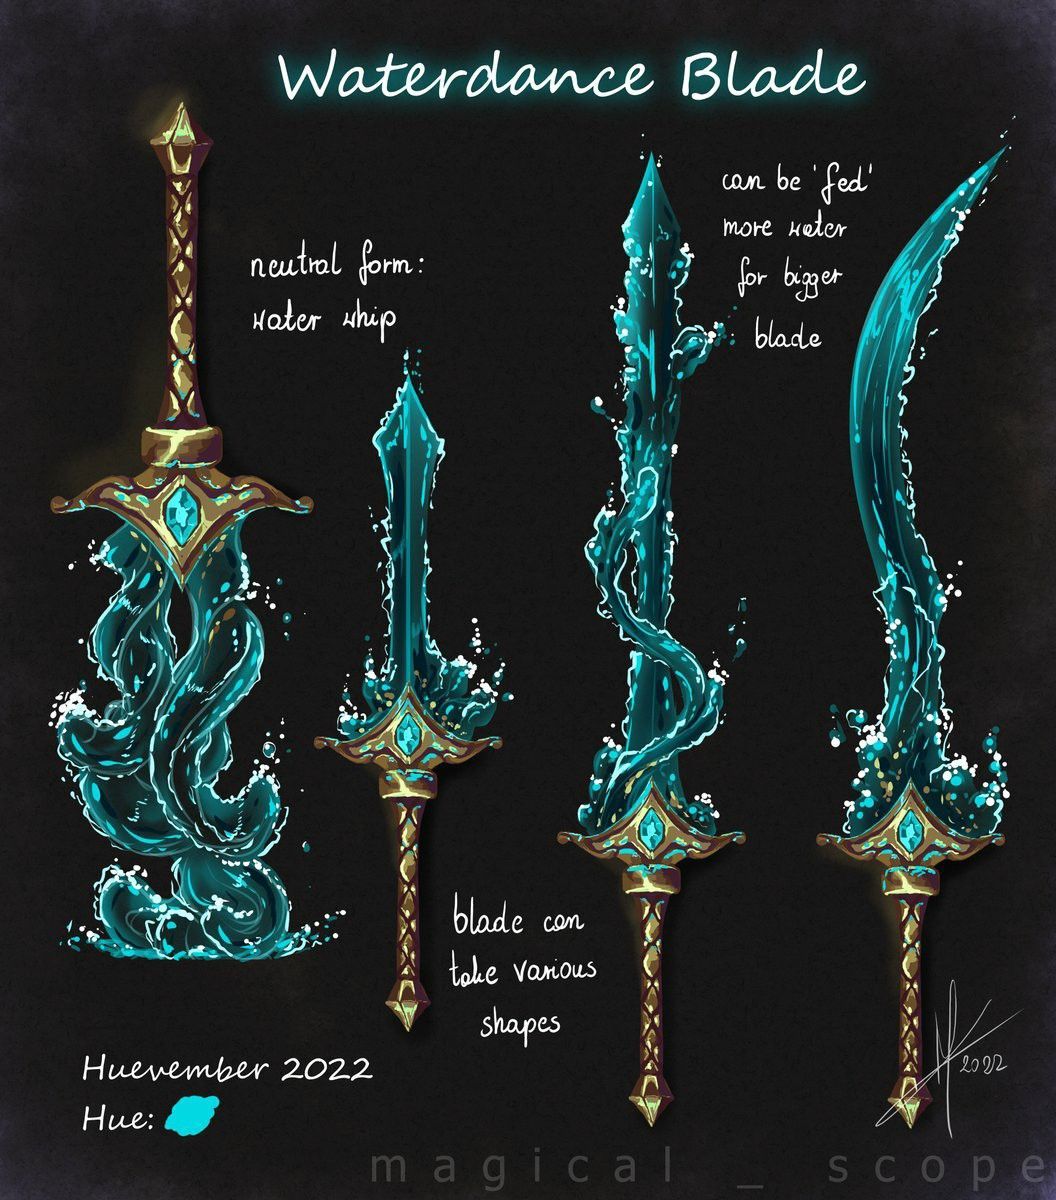 Waterdance Blade
can be 'fed'
more water
for bigger
blade
neutral form:
water whip
blade can
take various
shapes
Huevember 2022
Hue:
2022
magical _ scope